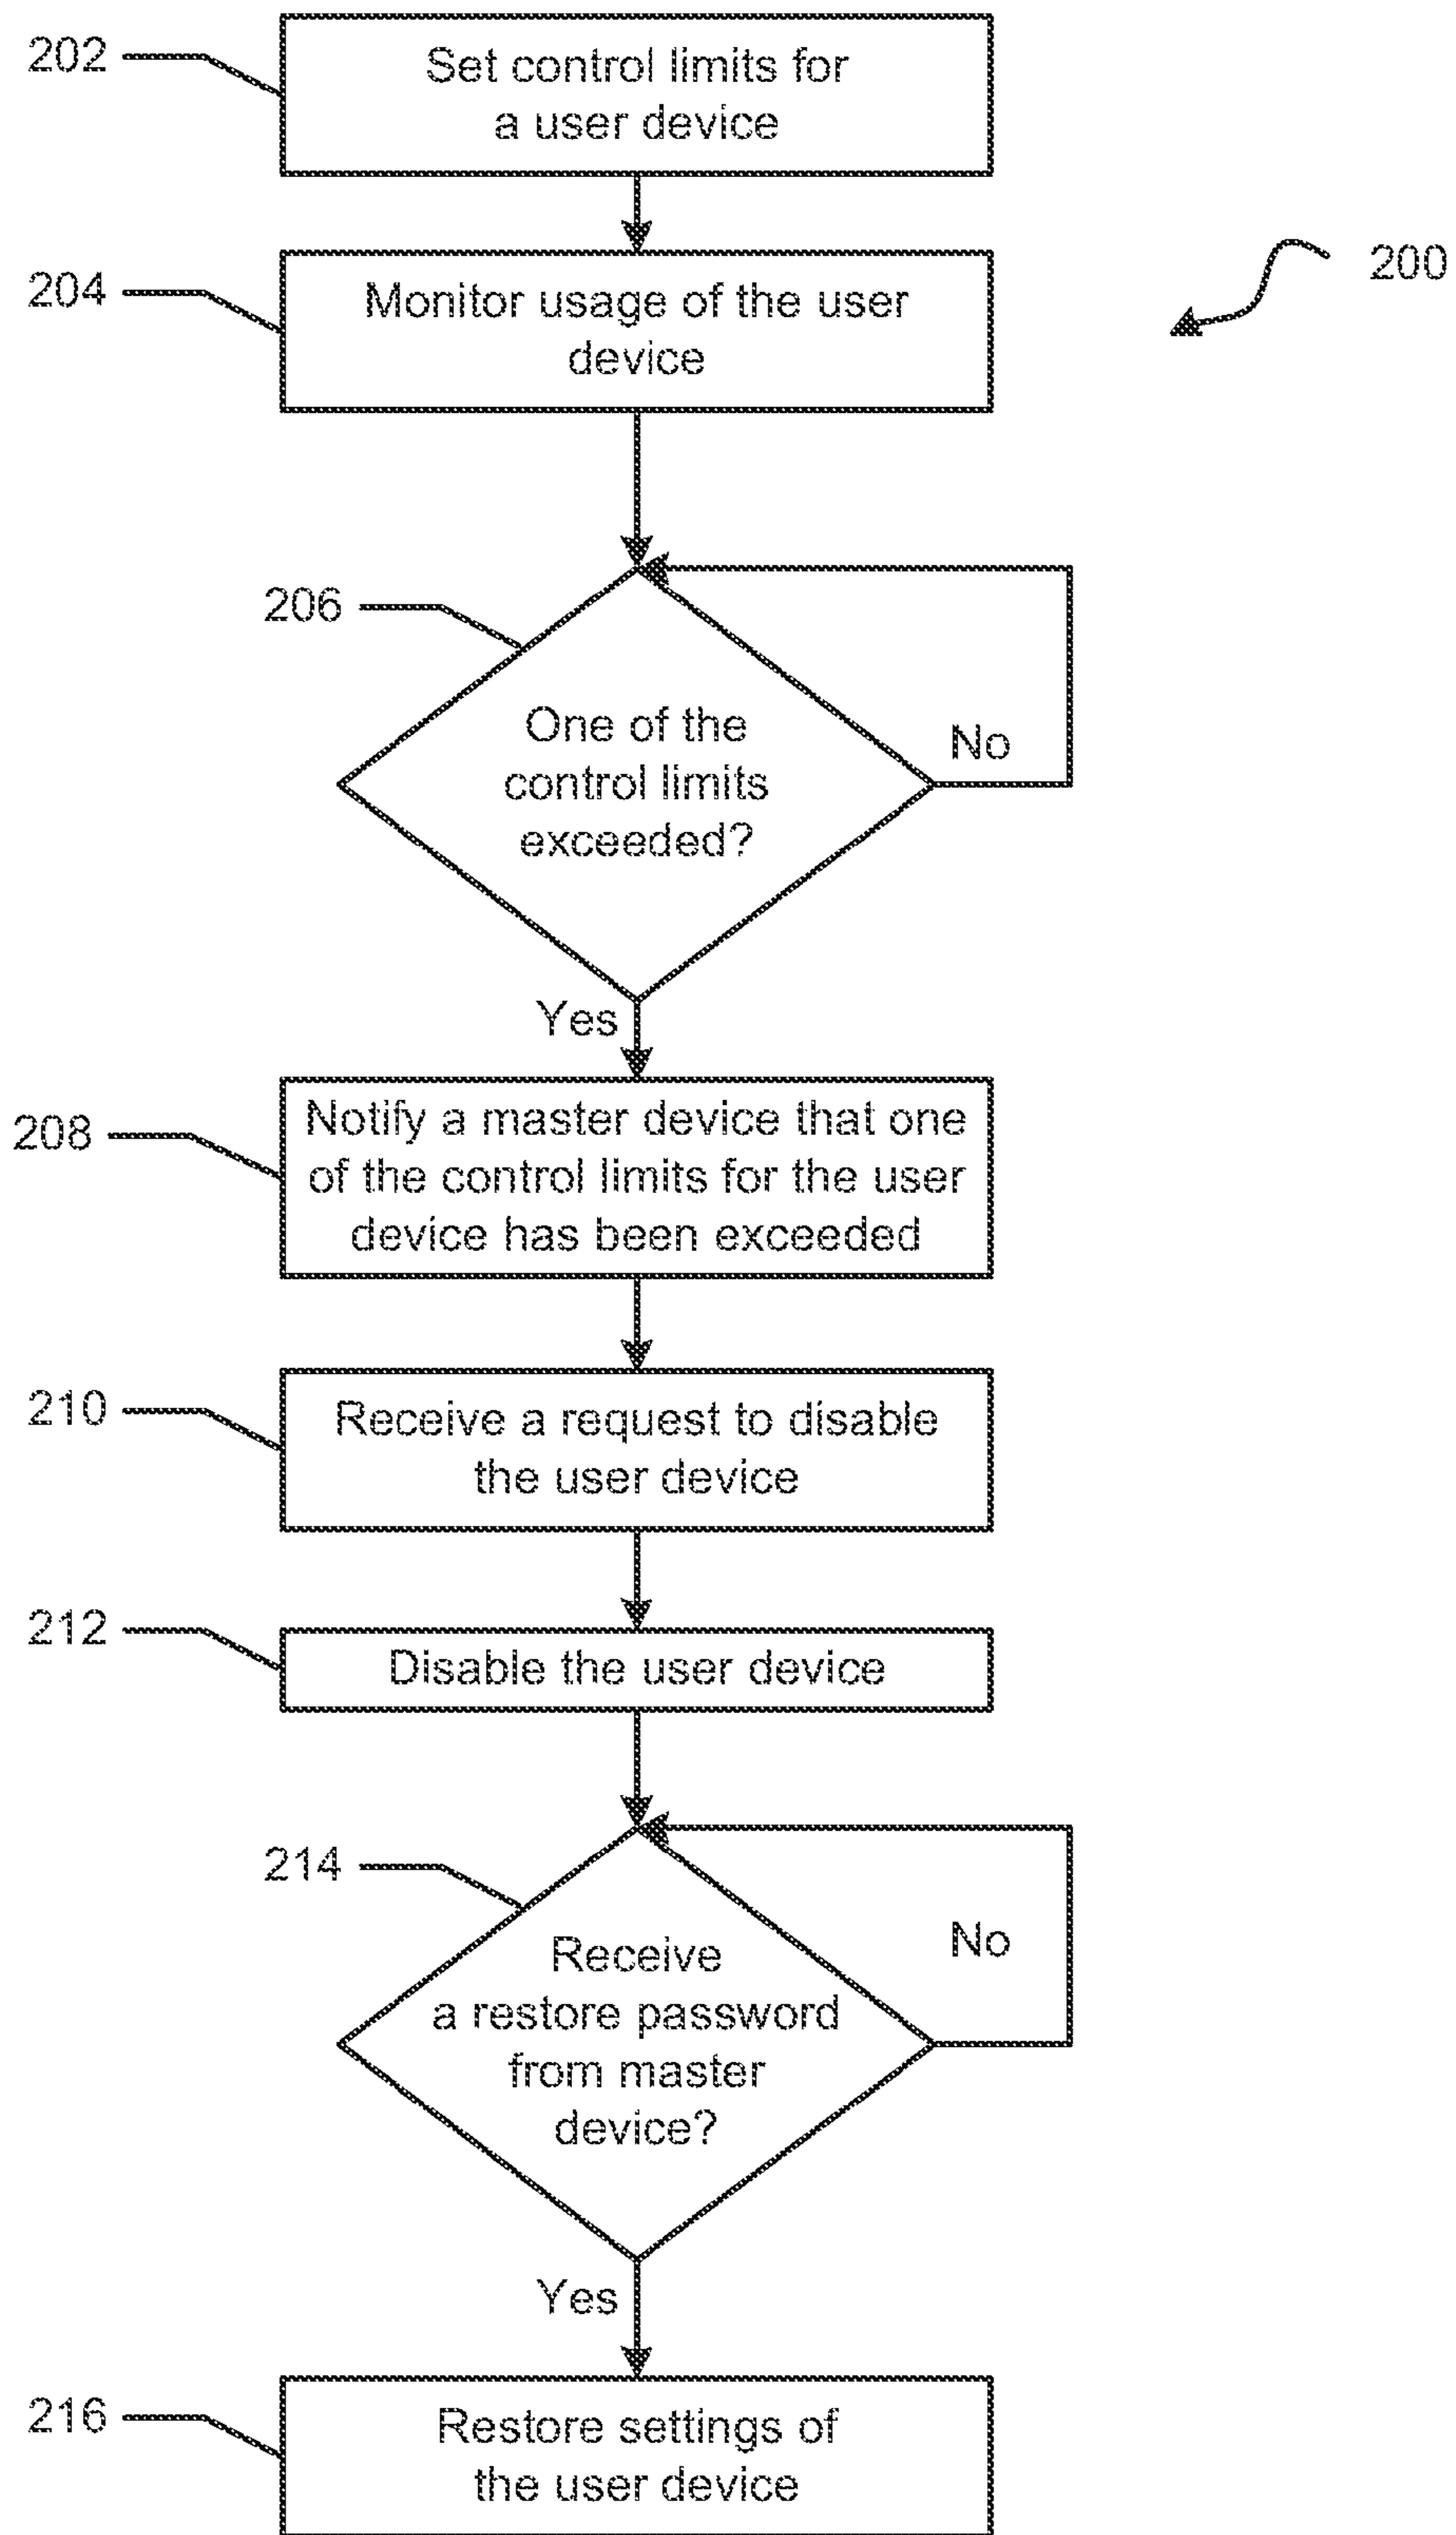 202
Set control limits for
a user device
204
Monitor usage of the user
device
200
206
One of the
control limits
exceeded?
No
Yes
208
Notify a master device that one
of the control limits for the user
device has been exceeded
210
Receive a request to disable
the user device
212
Disable the user device
214
Receive
a restore password
from master
device?
No
Yes
216
Restore settings of
the user device